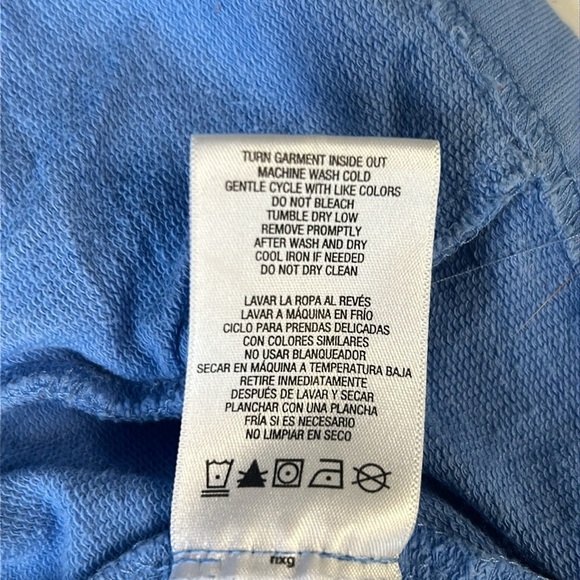 TURN GARMENT INSIDE OUT
MACHINE WASH COLD
GENTLE CYCLE WITH LIKE COLORS
DO NOT BLEACH
TUMBLE DRY LOW
REMOVE PROMPTLY
AFTER WASH AND DRY
COOL IRON IF NEEDED
DO NOT DRY CLEAN
LAVAR LA ROPA AL REVÉS
LAVAR A MÁQUINA EN FRÍO
CICLO PARA PRENDAS DELICADAS
CON COLORES SIMILARES
NO USAR BLANQUEADOR
SECAR EN MÁQUINA A TEMPERATURA BAJA
RETIRE INMEDIATAMENTE
DESPUÉS DE LAVAR Y SECAR
PLANCHAR CON UNA PLANCHA
FRÍA SI ES NECESARIO
NO LIMPIAR EN SECO